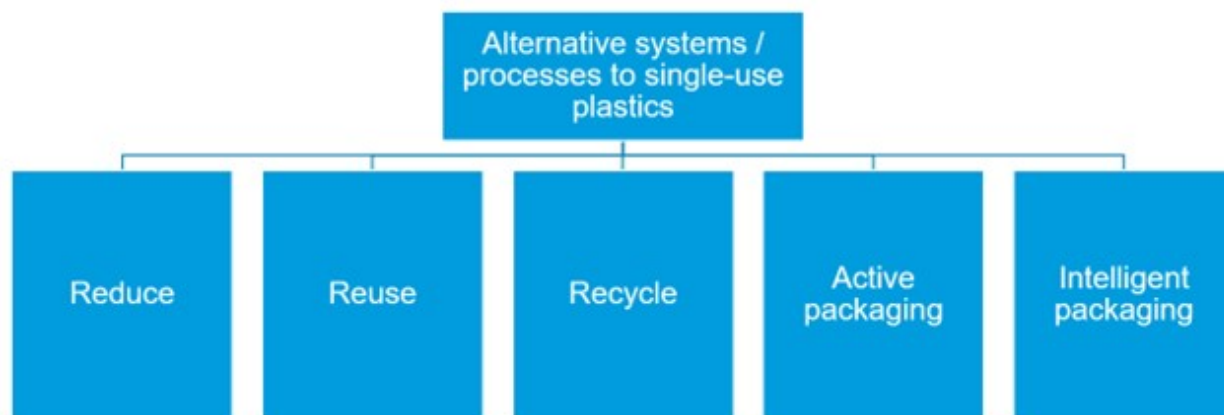 Alternative systems /
processes to single-use
plastics
Reduce
Reuse
Recycle
Active
packaging
Intelligent
packaging